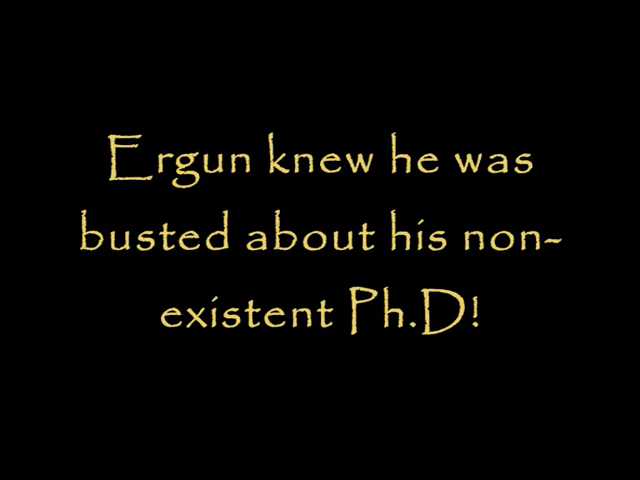 Ergun knew he was
busted about his non-
existent Ph.D!